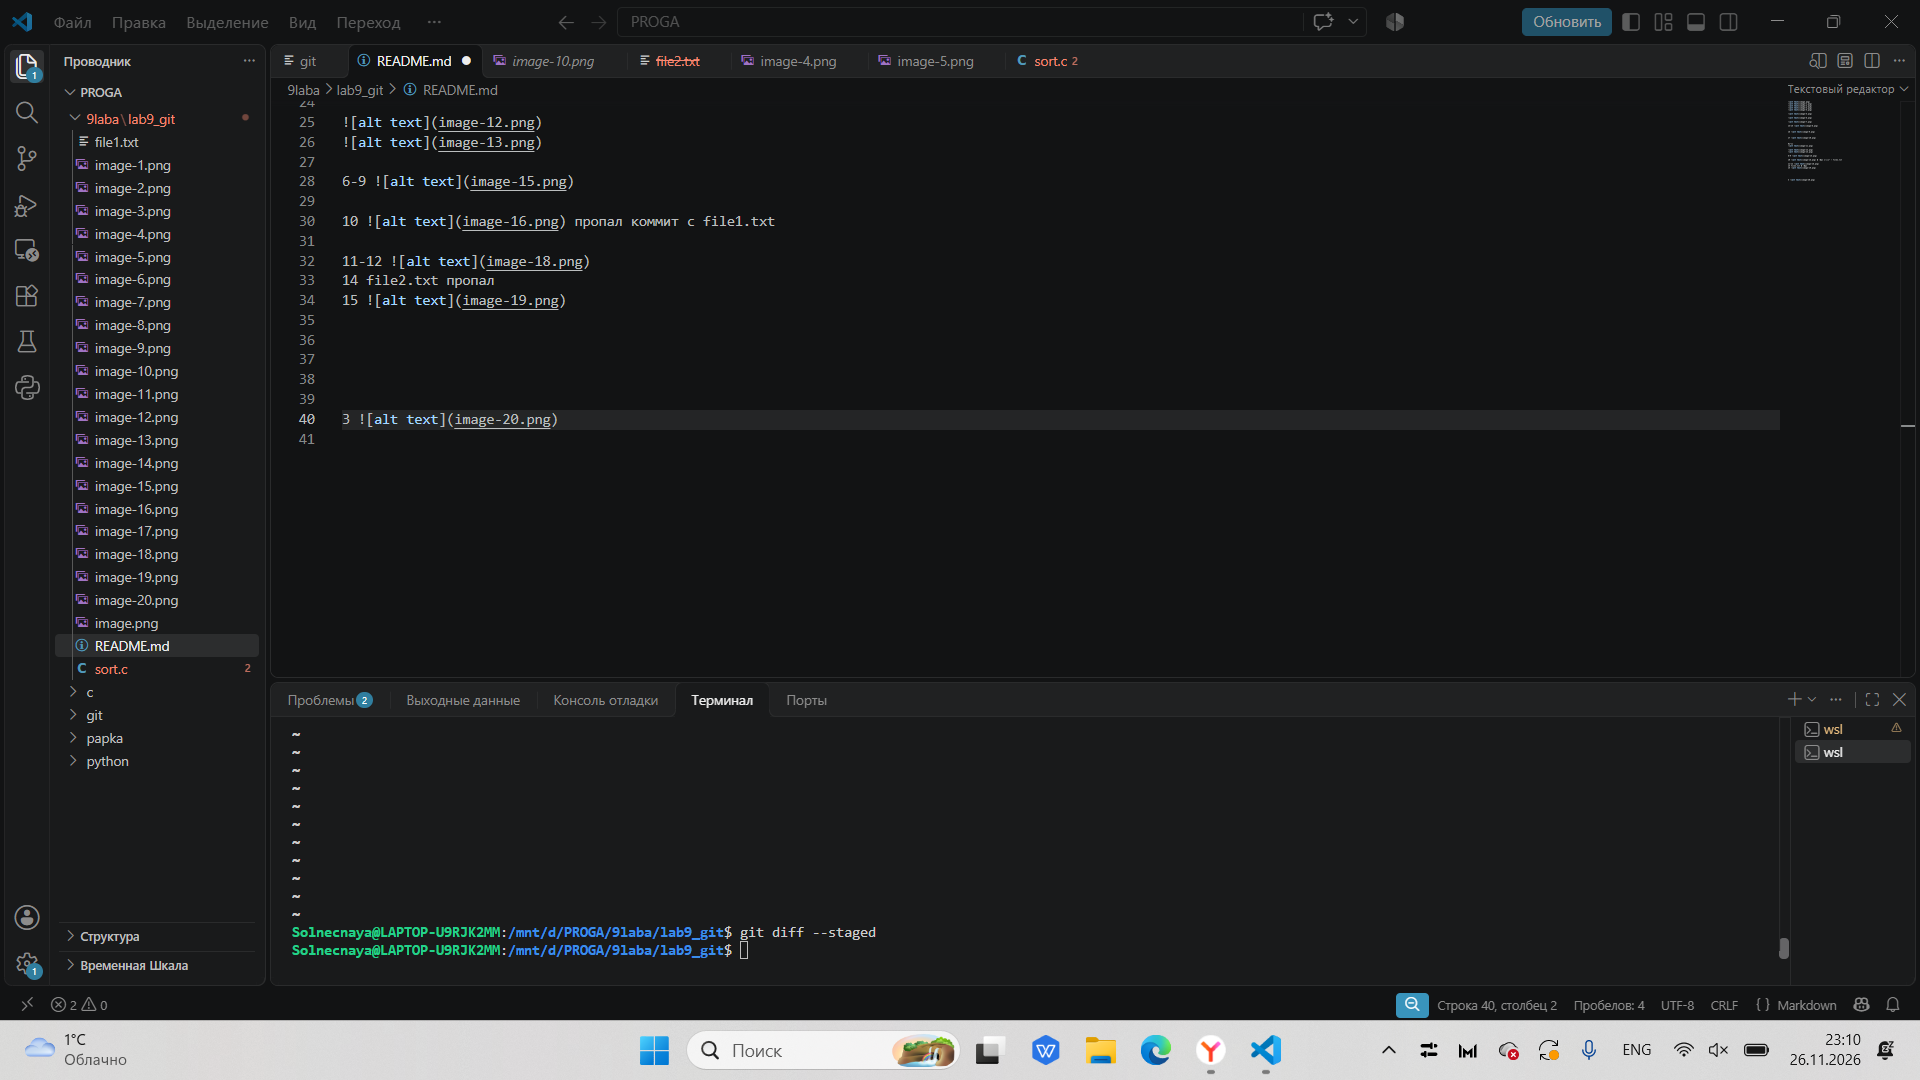 Файл Правка Выделение Вид Переход ···
PROGA
Обновить
Проводник
PROGA
9laba \ lab9_git
file1.txt
image-1.png
image-2.png
image-3.png
image-4.png
image-5.png
image-6.png
image-7.png
image-8.png
image-9.png
image-10.png
image-11.png
image-12.png
image-13.png
image-14.png
image-15.png
image-16.png
image-17.png
image-18.png
image-19.png
image-20.png
image.png
README.md
sort.c 2
c
git
papka
python
Структура
Временная Шкала
git README.md image-10.png file2.txt image-4.png image-5.png sort.c 2
9laba > lab9_git > README.md
Текстовый редактор
24
25 ![alt text](image-12.png)
26 ![alt text](image-13.png)
27
28 6-9 ![alt text](image-15.png)
29
30 10 ![alt text](image-16.png) пропал коммит с file1.txt
31
32 11-12 ![alt text](image-18.png)
33 14 file2.txt пропал
34 15 ![alt text](image-19.png)
35
36
37
38
39
40 3 ![alt text](image-20.png)
41
Проблемы 2 Выходные данные Консоль отладки Терминал Порты
~
~
~
~
~
~
~
~
~
~
~
Solnecnaya@LAPTOP-U9RJK2MM:/mnt/d/PROGA/9laba/lab9_git$ git diff --staged
Solnecnaya@LAPTOP-U9RJK2MM:/mnt/d/PROGA/9laba/lab9_git$
wsl
wsl
1
1
2 0
Строка 40, столбец 2 Пробелов: 4 UTF-8 CRLF {} Markdown
1°C
Облачно
Поиск
ENG
23:10
26.11.2026